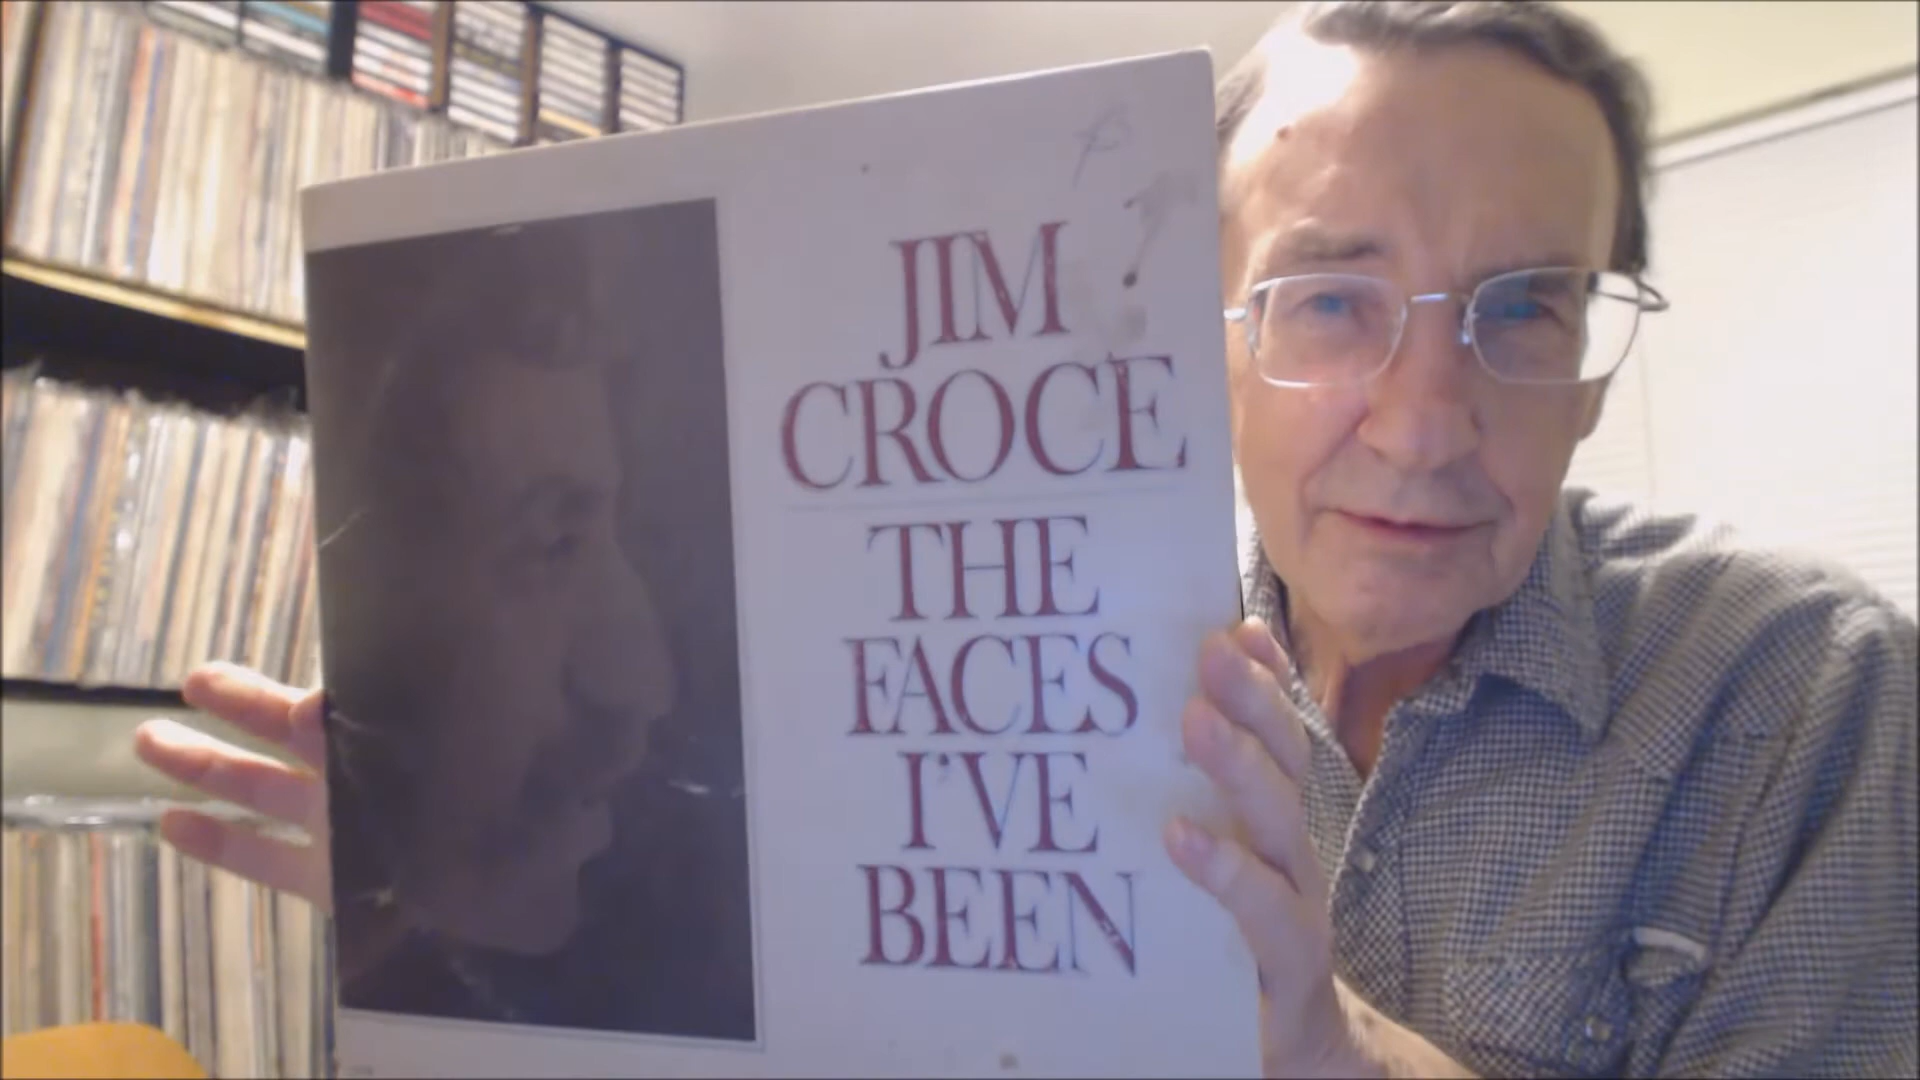 JIM
CROCE
THE
FACES
I'VE
BEEN